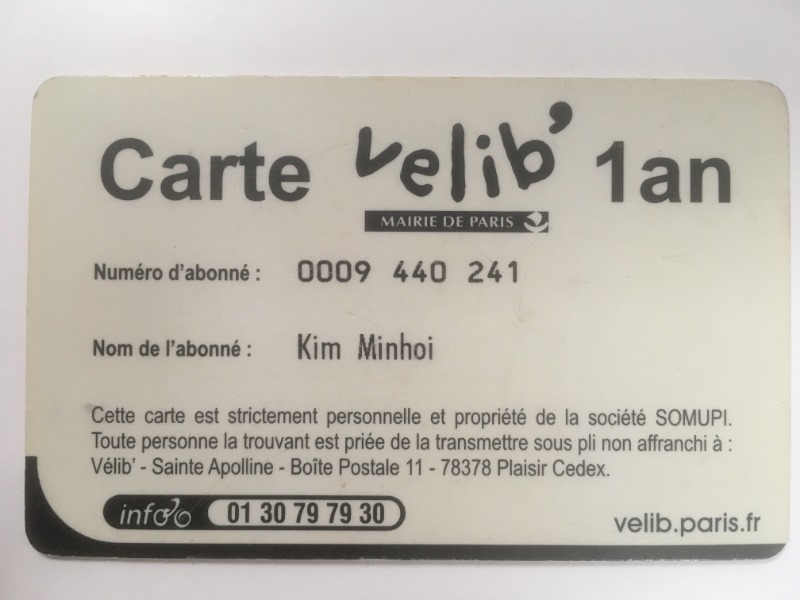 Carte velib' 1an
MAIRIE DE PARIS
Numéro d'abonné : 0009 440 241
Nom de l'abonné : Kim Minhoi
Cette carte est strictement personnelle et propriété de la société SOMUPI.
Toute personne la trouvant est priée de la transmettre sous pli non affranchi à :
Vélib' - Sainte Apolline - Boîte Postale 11 - 78378 Plaisir Cedex.
info 01 30 79 79 30
velib.paris.fr